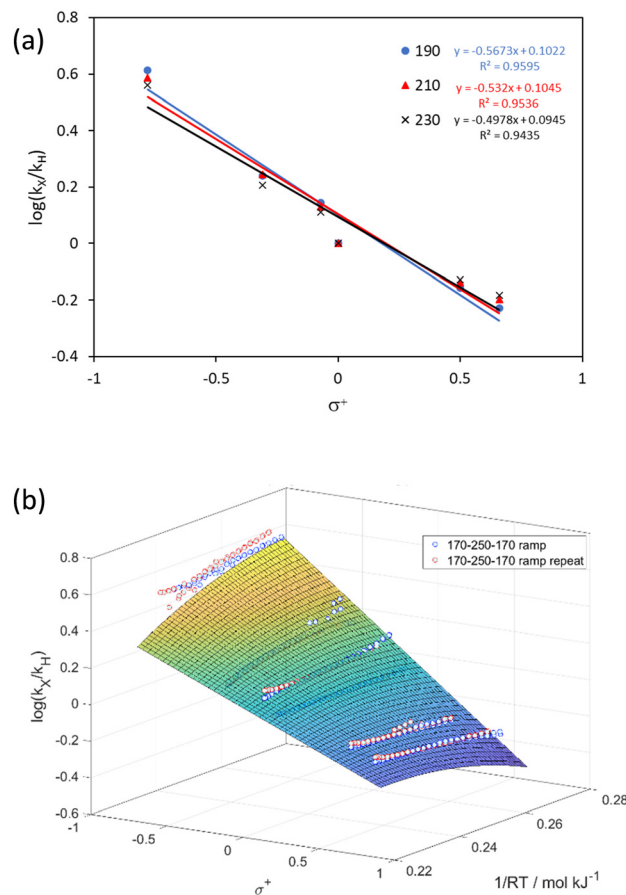 (a)
0.8
0.6
0.4
0.2
0
-0.2
-0.4
-1
-0.5
0
0.5
1
log(kX/kH)
σ⁺
190 y = -0.5673x + 0.1022
R² = 0.9595
210 y = -0.532x + 0.1045
R² = 0.9536
230 y = -0.4978x + 0.0945
R² = 0.9435
(b)
0.8
0.6
0.4
0.2
0
-0.2
-0.4
-0.6
log(kX/kH)
170-250-170 ramp
170-250-170 ramp repeat
-1
-0.5
0
0.5
1
σ⁺
0.22
0.24
0.26
0.28
1/RT / mol kJ⁻¹